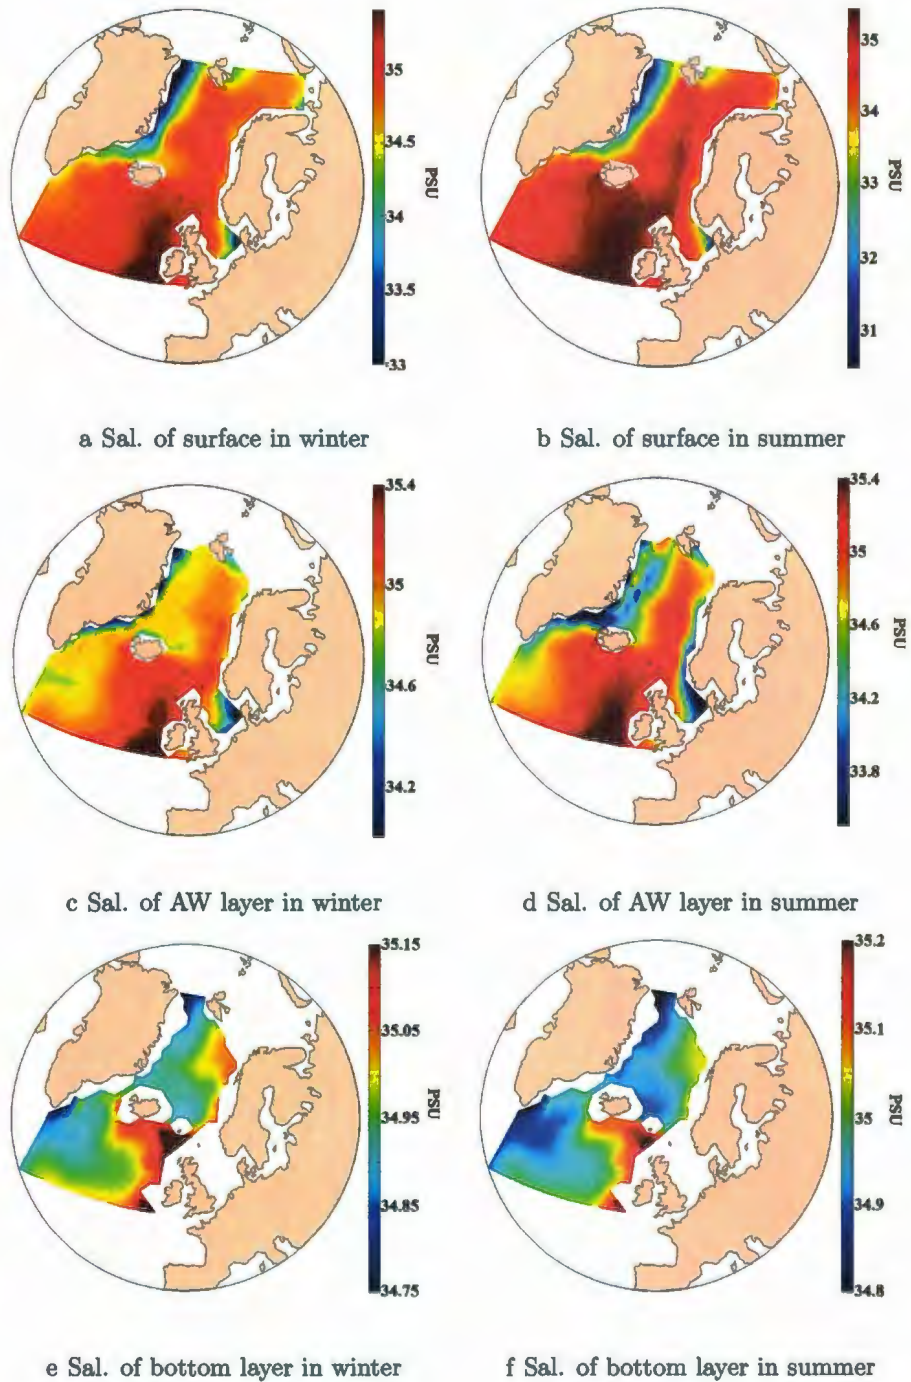 35
34.5
34
33.5
33
PSU
35
34
33
32
31
PSU
a Sal. of surface in winter
b Sal. of surface in summer
35.4
35
34.6
34.2
PSU
35.4
35
34.6
34.2
33.8
PSU
c Sal. of AW layer in winter
d Sal. of AW layer in summer
35.15
35.05
34.95
34.85
34.75
PSU
35.2
35.1
35
34.9
34.8
PSU
e Sal. of bottom layer in winter
f Sal. of bottom layer in summer